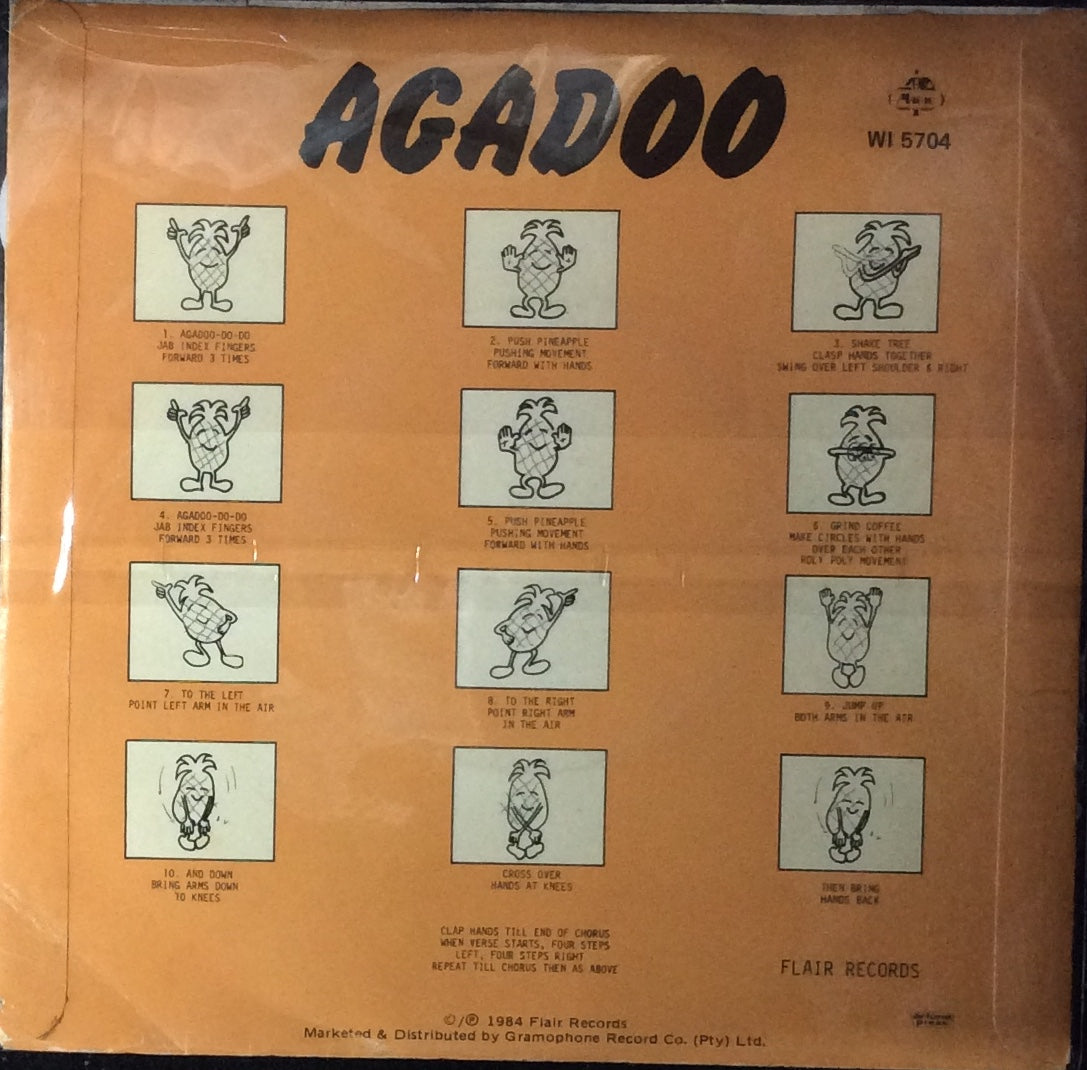 AGADOO
WI 5704
1. AGADOO-DO-DO
JAB INDEX FINGERS
FORWARD 3 TIMES
2. PUSH PINEAPPLE
PUSHING MOVEMENT
FORWARD WITH HANDS
3. SHAKE TREE
CLASP HANDS TOGETHER
SWING OVER LEFT SHOULDER & RIGHT
4. AGADOO-DO-DO
JAB INDEX FINGERS
FORWARD 3 TIMES
5. PUSH PINEAPPLE
PUSHING MOVEMENT
FORWARD WITH HANDS
6. GRIND COFFEE
MAKE CIRCLES WITH HANDS
OVER EACH OTHER
ROLY POLY MOVEMENT
7. TO THE LEFT
POINT LEFT ARM IN THE AIR
8. TO THE RIGHT
POINT RIGHT ARM
IN THE AIR
9. JUMP UP
BOTH ARMS IN THE AIR
10. AND DOWN
BRING ARMS DOWN
TO KNEES
CROSS OVER
HANDS AT KNEES
THEN BRING
HANDS BACK
CLAP HANDS TILL END OF CHORUS
WHEN VERSE STARTS, FOUR STEPS
LEFT, FOUR STEPS RIGHT
REPEAT TILL CHORUS THEN AS ABOVE
FLAIR RECORDS
©/℗ 1984 Flair Records
Marketed & Distributed by Gramophone Record Co. (Pty) Ltd.